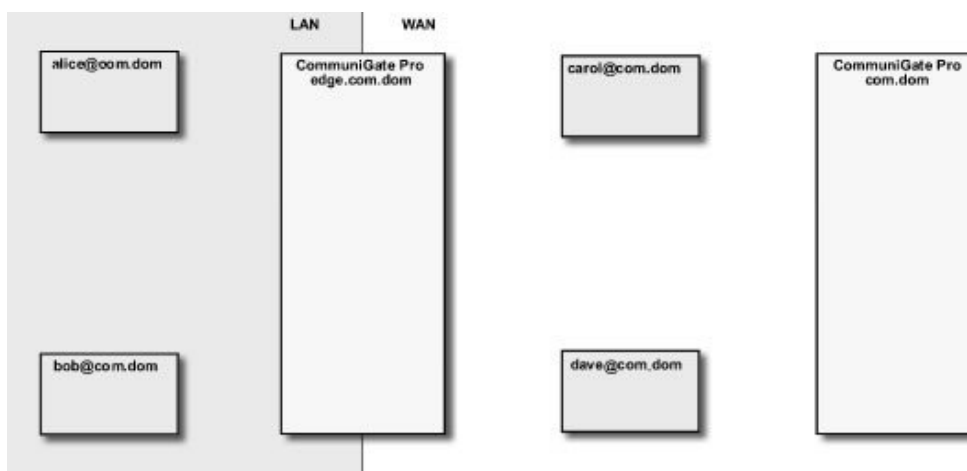 LAN WAN
alice@com.dom
CommuniGate Pro
edge.com.dom
carol@com.dom
CommuniGate Pro
com.dom
bob@com.dom
dave@com.dom